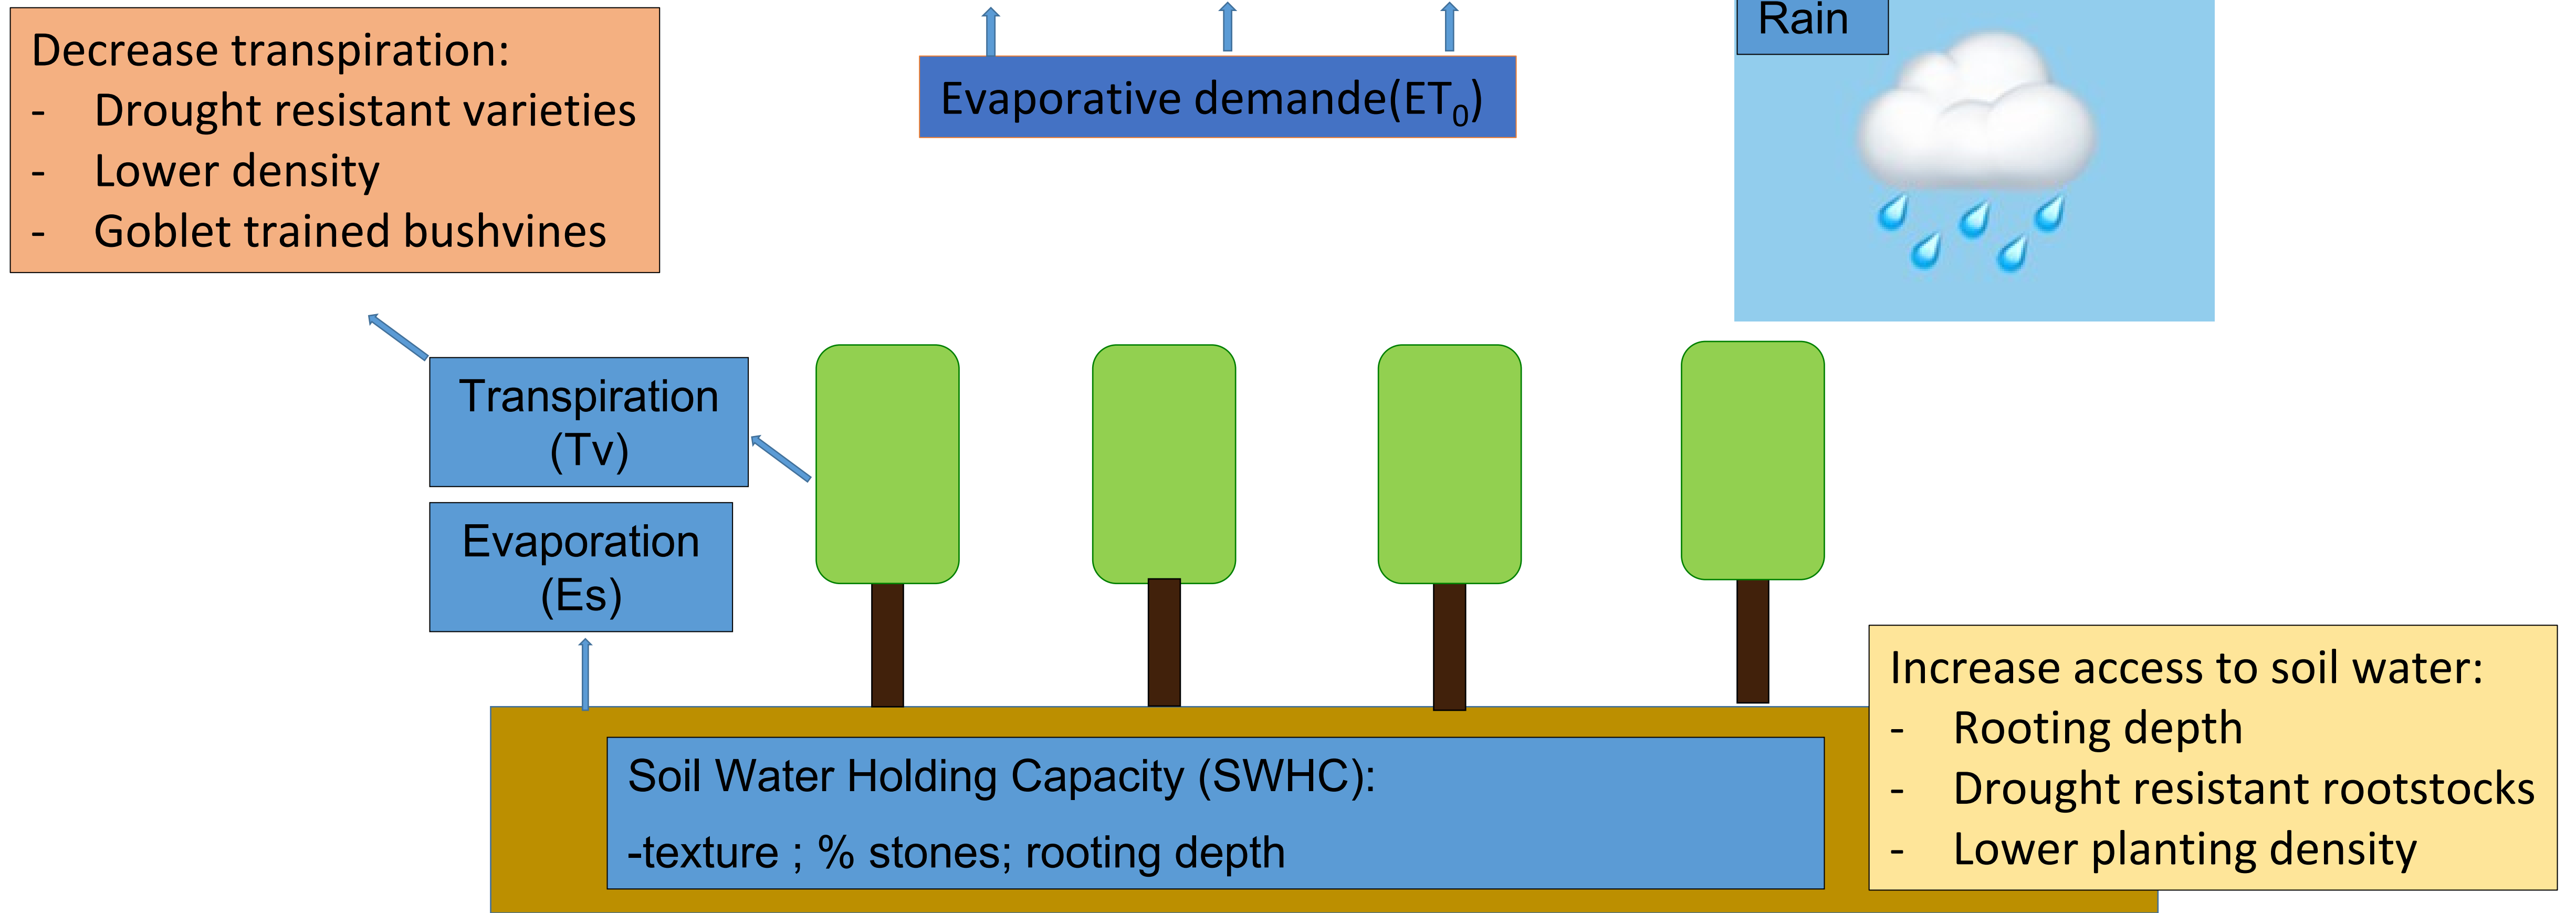 Decrease transpiration:
- Drought resistant varieties
- Lower density
- Goblet trained bushvines
Evaporative demande(ET₀)
Rain
Transpiration
(Tv)
Evaporation
(Es)
Soil Water Holding Capacity (SWHC):
-texture ; % stones; rooting depth
Increase access to soil water:
- Rooting depth
- Drought resistant rootstocks
- Lower planting density